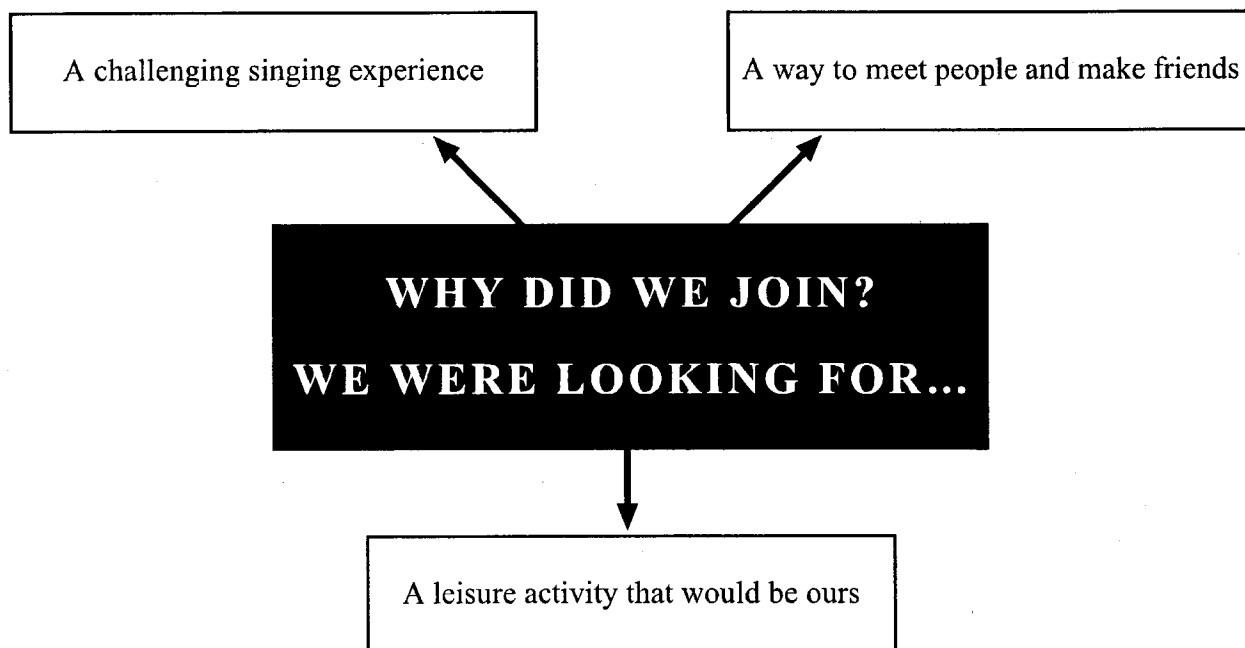 A challenging singing experience
A way to meet people and make friends
WHY DID WE JOIN?
WE WERE LOOKING FOR...
A leisure activity that would be ours